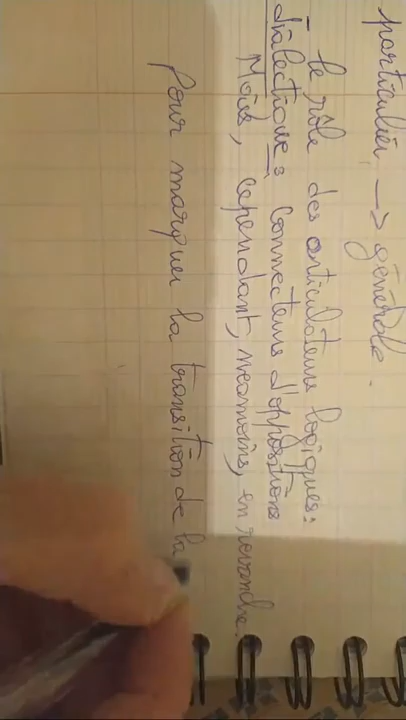 particulier -> générale.
- le rôle des articulateurs logiques:
dialectique: Connecteurs d'oppositions
Mais, cependant, néanmoins, en revanche.
Pour marquer la transition de la